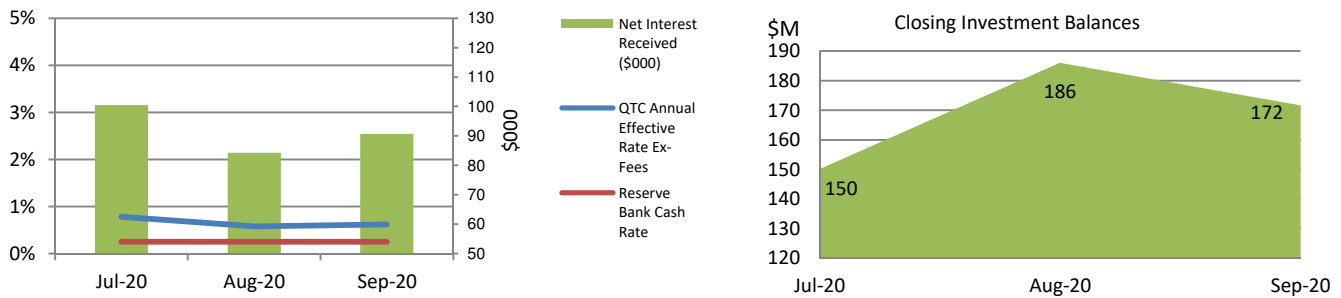 5%
4%
3%
2%
1%
0%
130
120
110
100
90
80
70
60
50
$000
Jul-20
Aug-20
Sep-20
Net Interest
Received
($000)
QTC Annual
Effective
Rate Ex-
Fees
Reserve
Bank Cash
Rate
Closing Investment Balances
$M
190
180
170
160
150
140
130
120
150
186
172
Jul-20
Aug-20
Sep-20